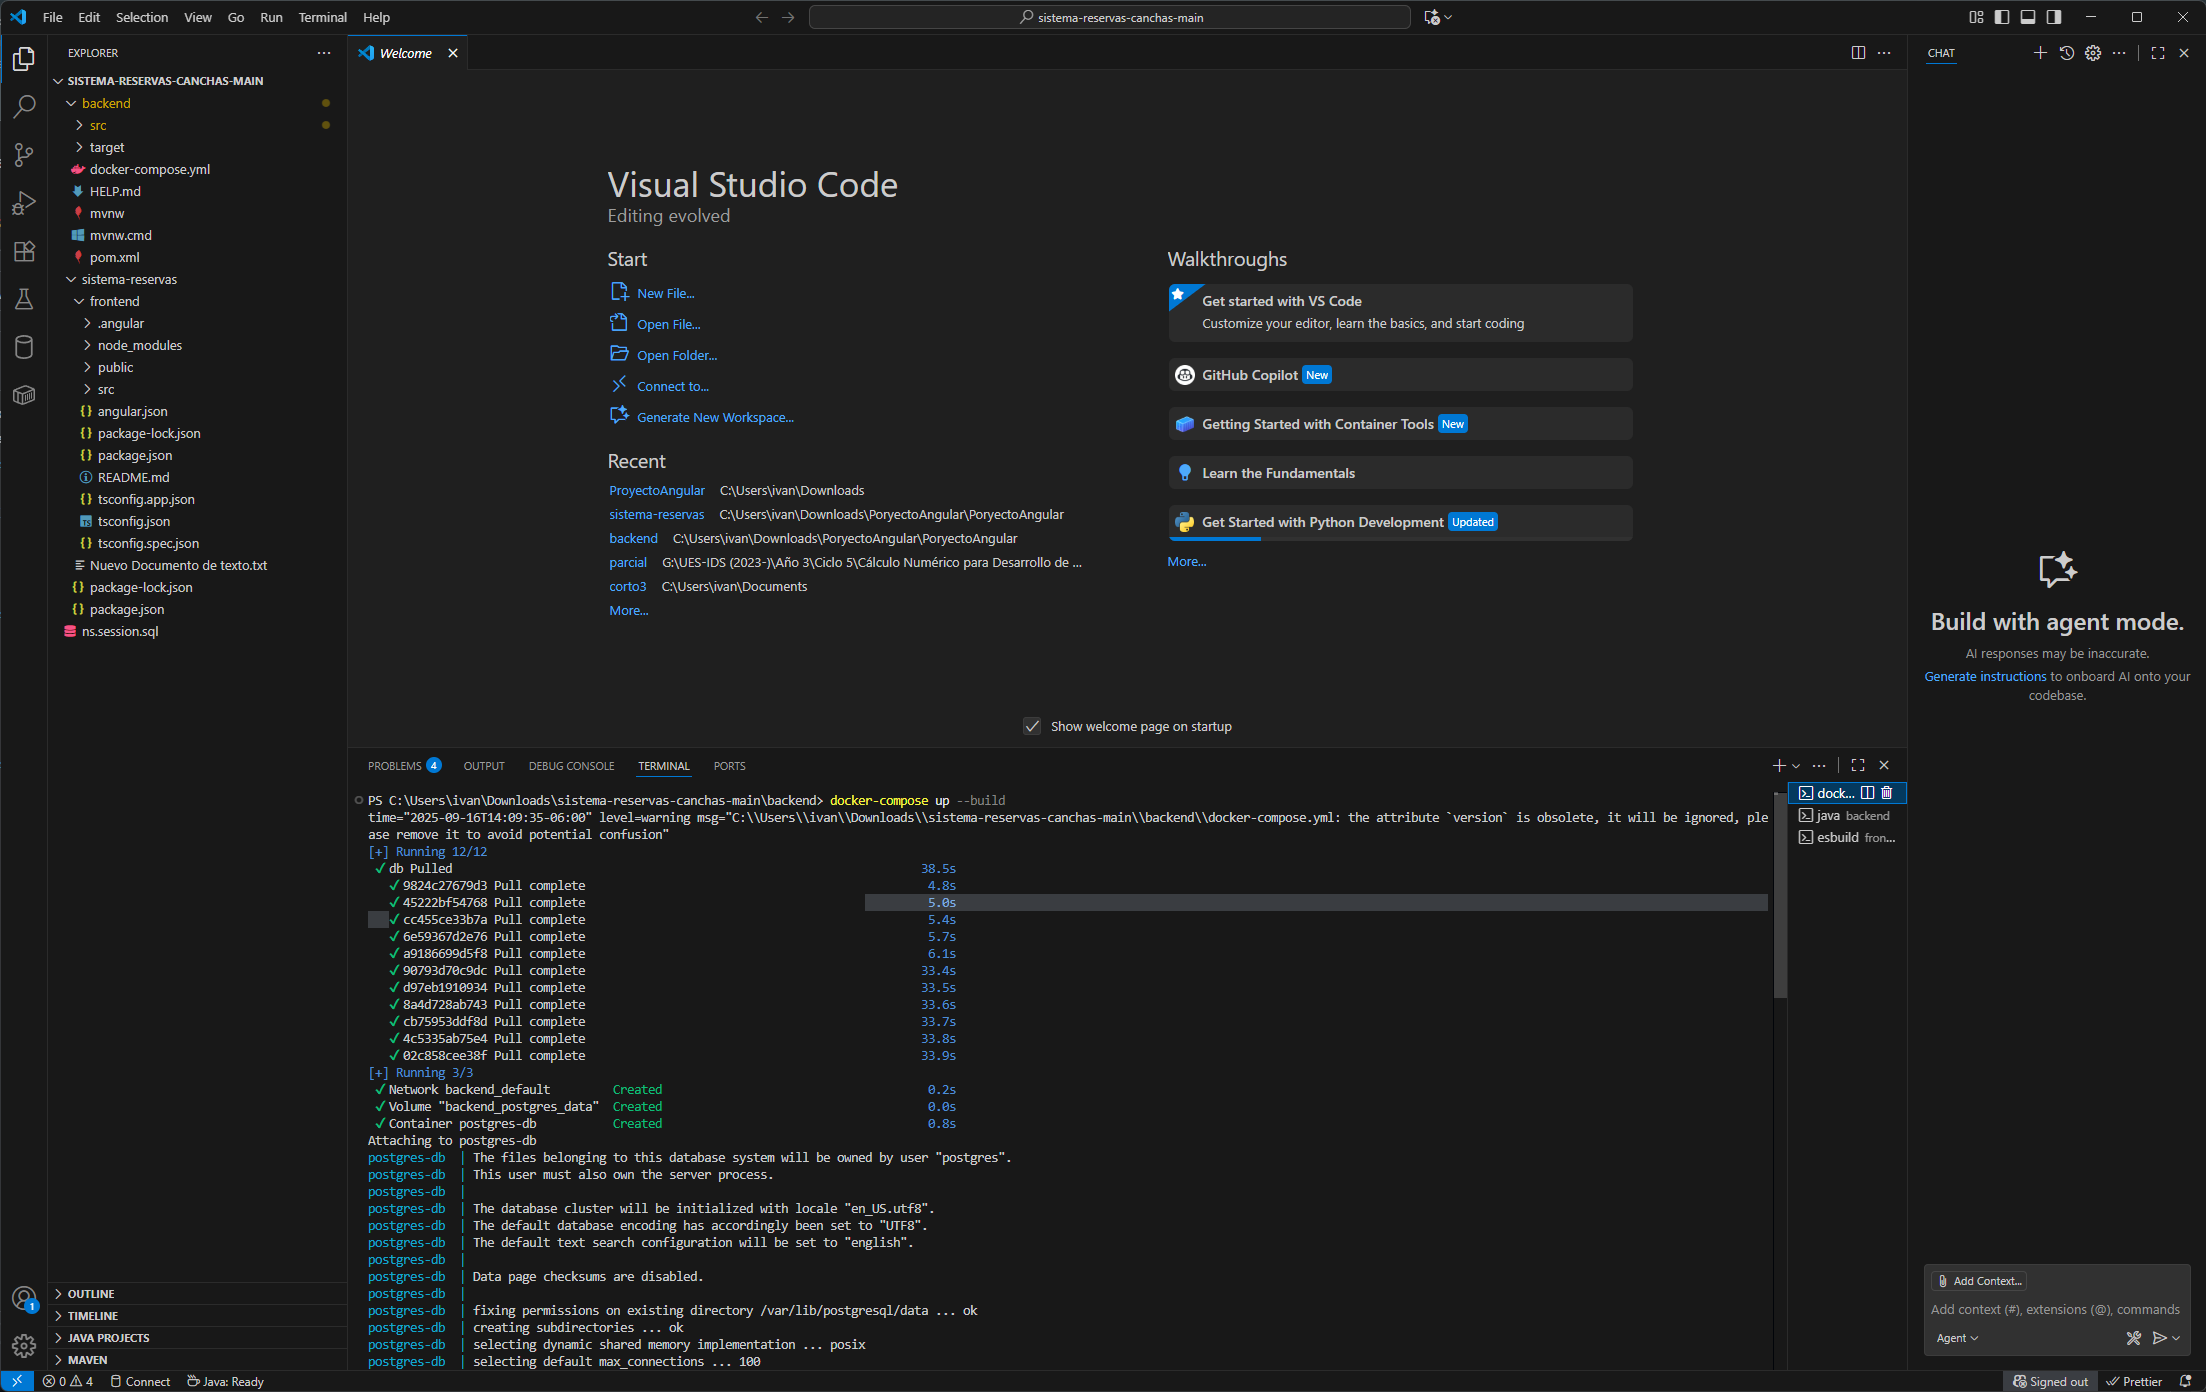 File Edit Selection View Go Run Terminal Help
sistema-reservas-canchas-main
EXPLORER
SISTEMA-RESERVAS-CANCHAS-MAIN
backend
src
target
docker-compose.yml
HELP.md
mvnw
mvnw.cmd
pom.xml
sistema-reservas
frontend
.angular
node_modules
public
src
angular.json
package-lock.json
package.json
README.md
tsconfig.app.json
tsconfig.json
tsconfig.spec.json
Nuevo Documento de texto.txt
package-lock.json
package.json
ns.session.sql
OUTLINE
TIMELINE
JAVA PROJECTS
MAVEN
Welcome
Visual Studio Code
Editing evolved
Start
New File...
Open File...
Open Folder...
Connect to...
Generate New Workspace...
Recent
ProyectoAngular C:\Users\ivan\Downloads
sistema-reservas C:\Users\ivan\Downloads\PoryectoAngular\PoryectoAngular
backend C:\Users\ivan\Downloads\PoryectoAngular\PoryectoAngular
parcial G:\UES-IDS (2023-)\Año 3\Ciclo 5\Cálculo Numérico para Desarrollo de ...
corto3 C:\Users\ivan\Documents
More...
Walkthroughs
Get started with VS Code
Customize your editor, learn the basics, and start coding
GitHub Copilot New
Getting Started with Container Tools New
Learn the Fundamentals
Get Started with Python Development Updated
More...
Show welcome page on startup
PROBLEMS 4 OUTPUT DEBUG CONSOLE TERMINAL PORTS
PS C:\Users\ivan\Downloads\sistema-reservas-canchas-main\backend> docker-compose up --build
time="2025-09-16T14:09:35-06:00" level=warning msg="C:\\Users\\ivan\\Downloads\\sistema-reservas-canchas-main\\backend\\docker-compose.yml: the attribute `version` is obsolete, it will be ignored, ple
ase remove it to avoid potential confusion"
[+] Running 12/12
✓ db Pulled 38.5s
✓ 9824c27679d3 Pull complete 4.8s
✓ 45222bf54768 Pull complete 5.0s
✓ cc455ce33b7a Pull complete 5.4s
✓ 6e59367d2e76 Pull complete 5.7s
✓ a9186699d5f8 Pull complete 6.1s
✓ 90793d70c9dc Pull complete 33.4s
✓ d97eb1910934 Pull complete 33.5s
✓ 8a4d728ab743 Pull complete 33.6s
✓ cb75953ddf8d Pull complete 33.7s
✓ 4c5335ab75e4 Pull complete 33.8s
✓ 02c858cee38f Pull complete 33.9s
[+] Running 3/3
✓ Network backend_default Created 0.2s
✓ Volume "backend_postgres_data" Created 0.0s
✓ Container postgres-db Created 0.8s
Attaching to postgres-db
postgres-db | The files belonging to this database system will be owned by user "postgres".
postgres-db | This user must also own the server process.
postgres-db |
postgres-db | The database cluster will be initialized with locale "en_US.utf8".
postgres-db | The default database encoding has accordingly been set to "UTF8".
postgres-db | The default text search configuration will be set to "english".
postgres-db |
postgres-db | Data page checksums are disabled.
postgres-db |
postgres-db | fixing permissions on existing directory /var/lib/postgresql/data ... ok
postgres-db | creating subdirectories ... ok
postgres-db | selecting dynamic shared memory implementation ... posix
postgres-db | selecting default max_connections ... 100
dock...
java backend
esbuild fron...
CHAT
Build with agent mode.
AI responses may be inaccurate.
Generate instructions to onboard AI onto your
codebase.
Add Context...
Add context (#), extensions (@), commands
Agent
1
0 4 Connect Java: Ready
Signed out Prettier